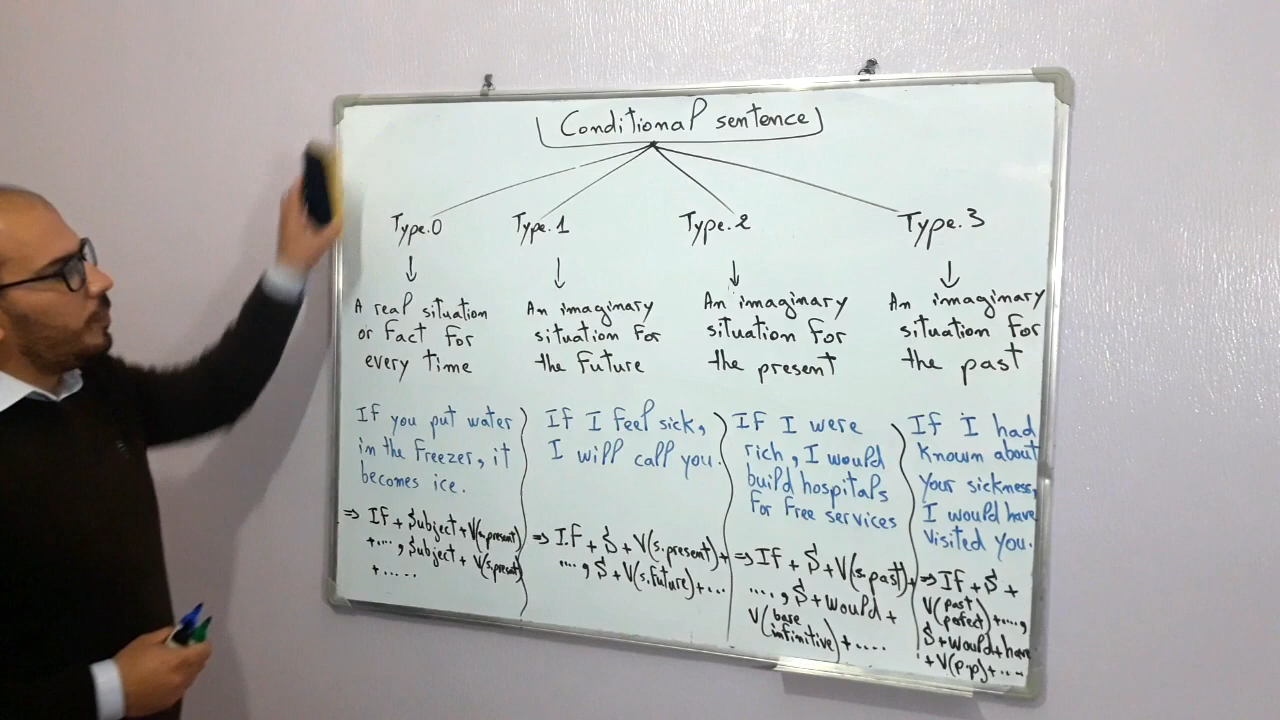 Conditional sentence
Type.0
Type.1
Type.2
Type.3
A real situation
or fact for
every time
An imaginary
situation for
the future
An imaginary
situation for
the present
An imaginary
situation for
the past
If you put water
in the freezer, it
becomes ice.
If I feel sick,
I will call you.
If I were
rich, I would
build hospitals
for free services
If I had
known about
your sickness,
I would have
visited you.
⇒ If + Subject + V(s.present)
+...., Subject + V(s.present)
+.....
⇒ If + S + V(s.present)+
...., S + V(s.future)+...
⇒ If + S + V(s.past)+
...., S + would +
V(base infinitive)+....
⇒ If + S +
V(past perfect)+....,
S+would+have
+ V(p.p)+....